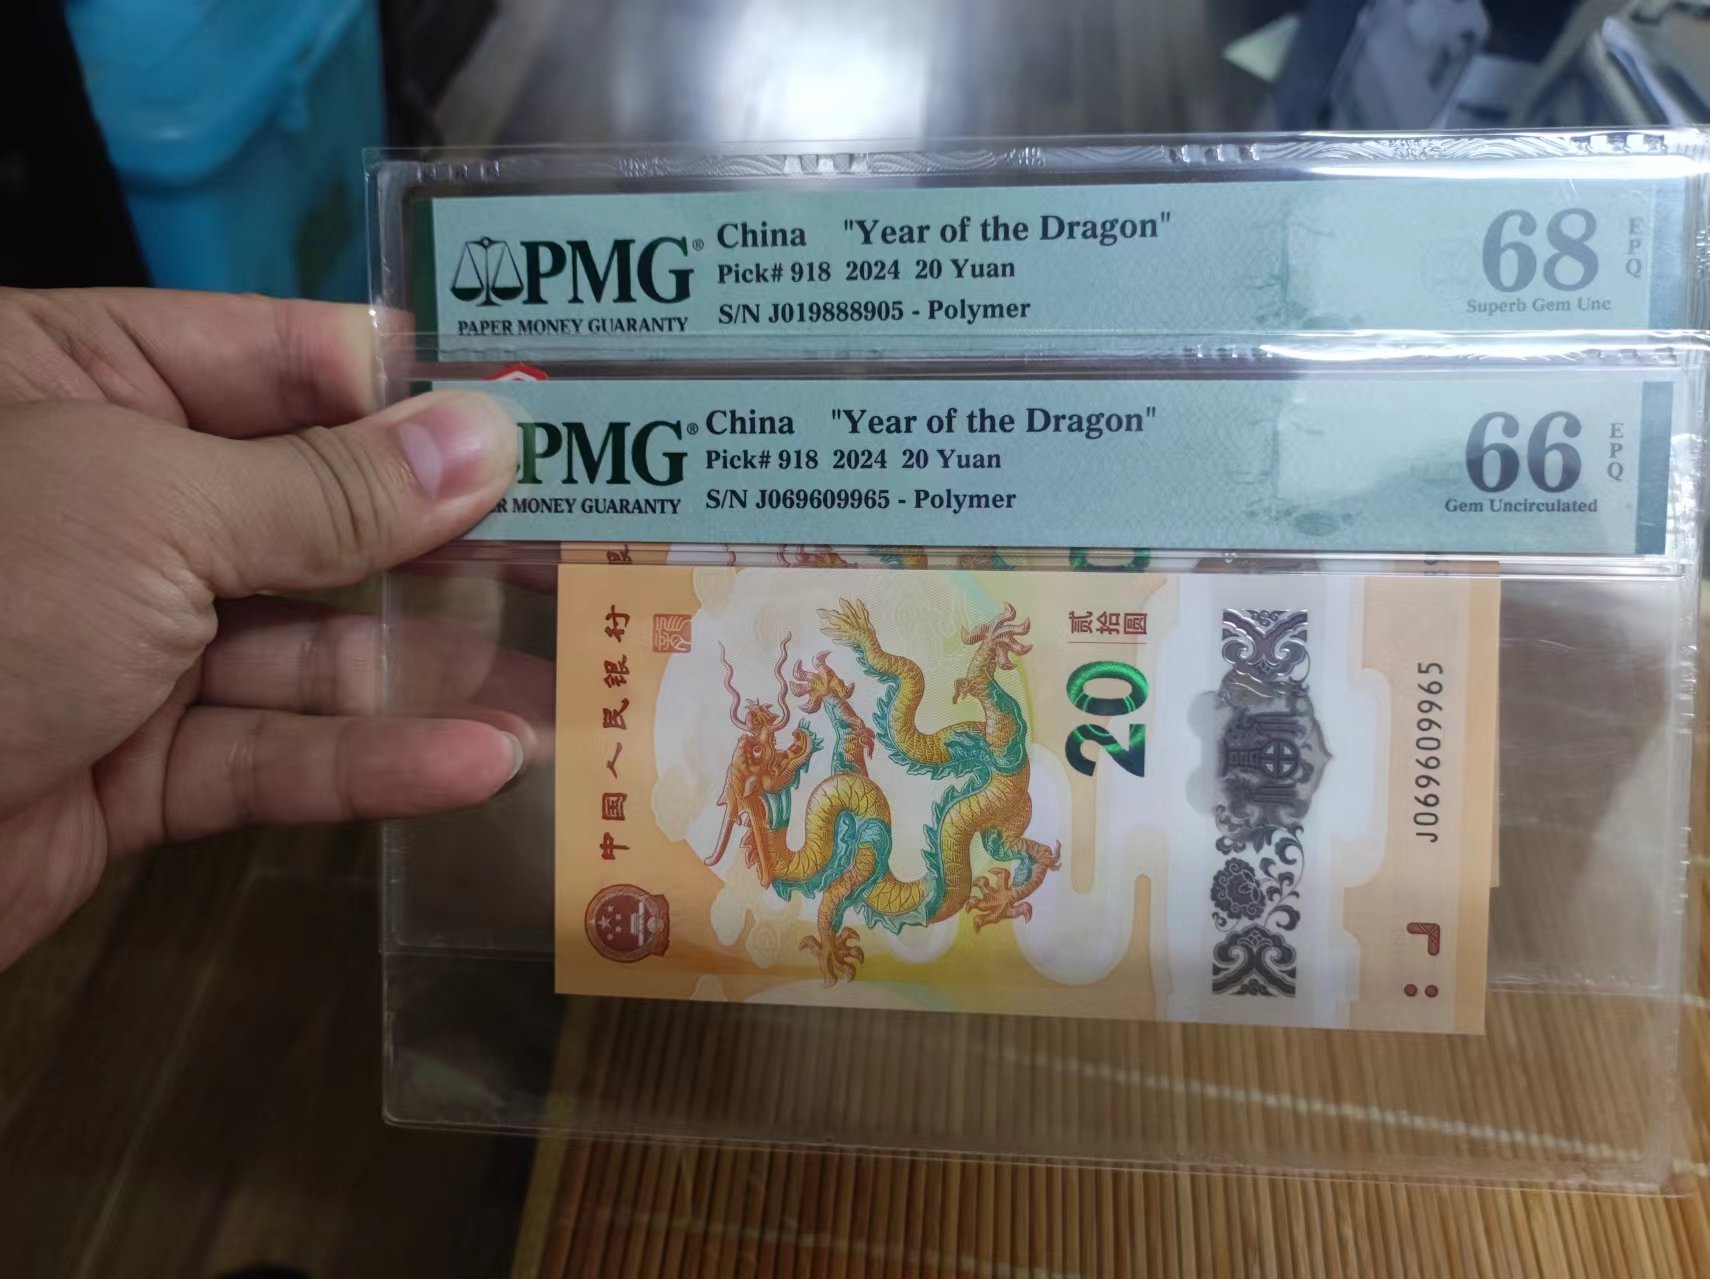 PMG®
PAPER MONEY GUARANTY
China "Year of the Dragon"
Pick# 918 2024 20 Yuan
S/N J019888905 - Polymer
68
EPQ
Superb Gem Unc
PMG®
R MONEY GUARANTY
China "Year of the Dragon"
Pick# 918 2024 20 Yuan
S/N J069609965 - Polymer
66
EPQ
Gem Uncirculated
中国人民银行
贰拾圆
20
J069609965